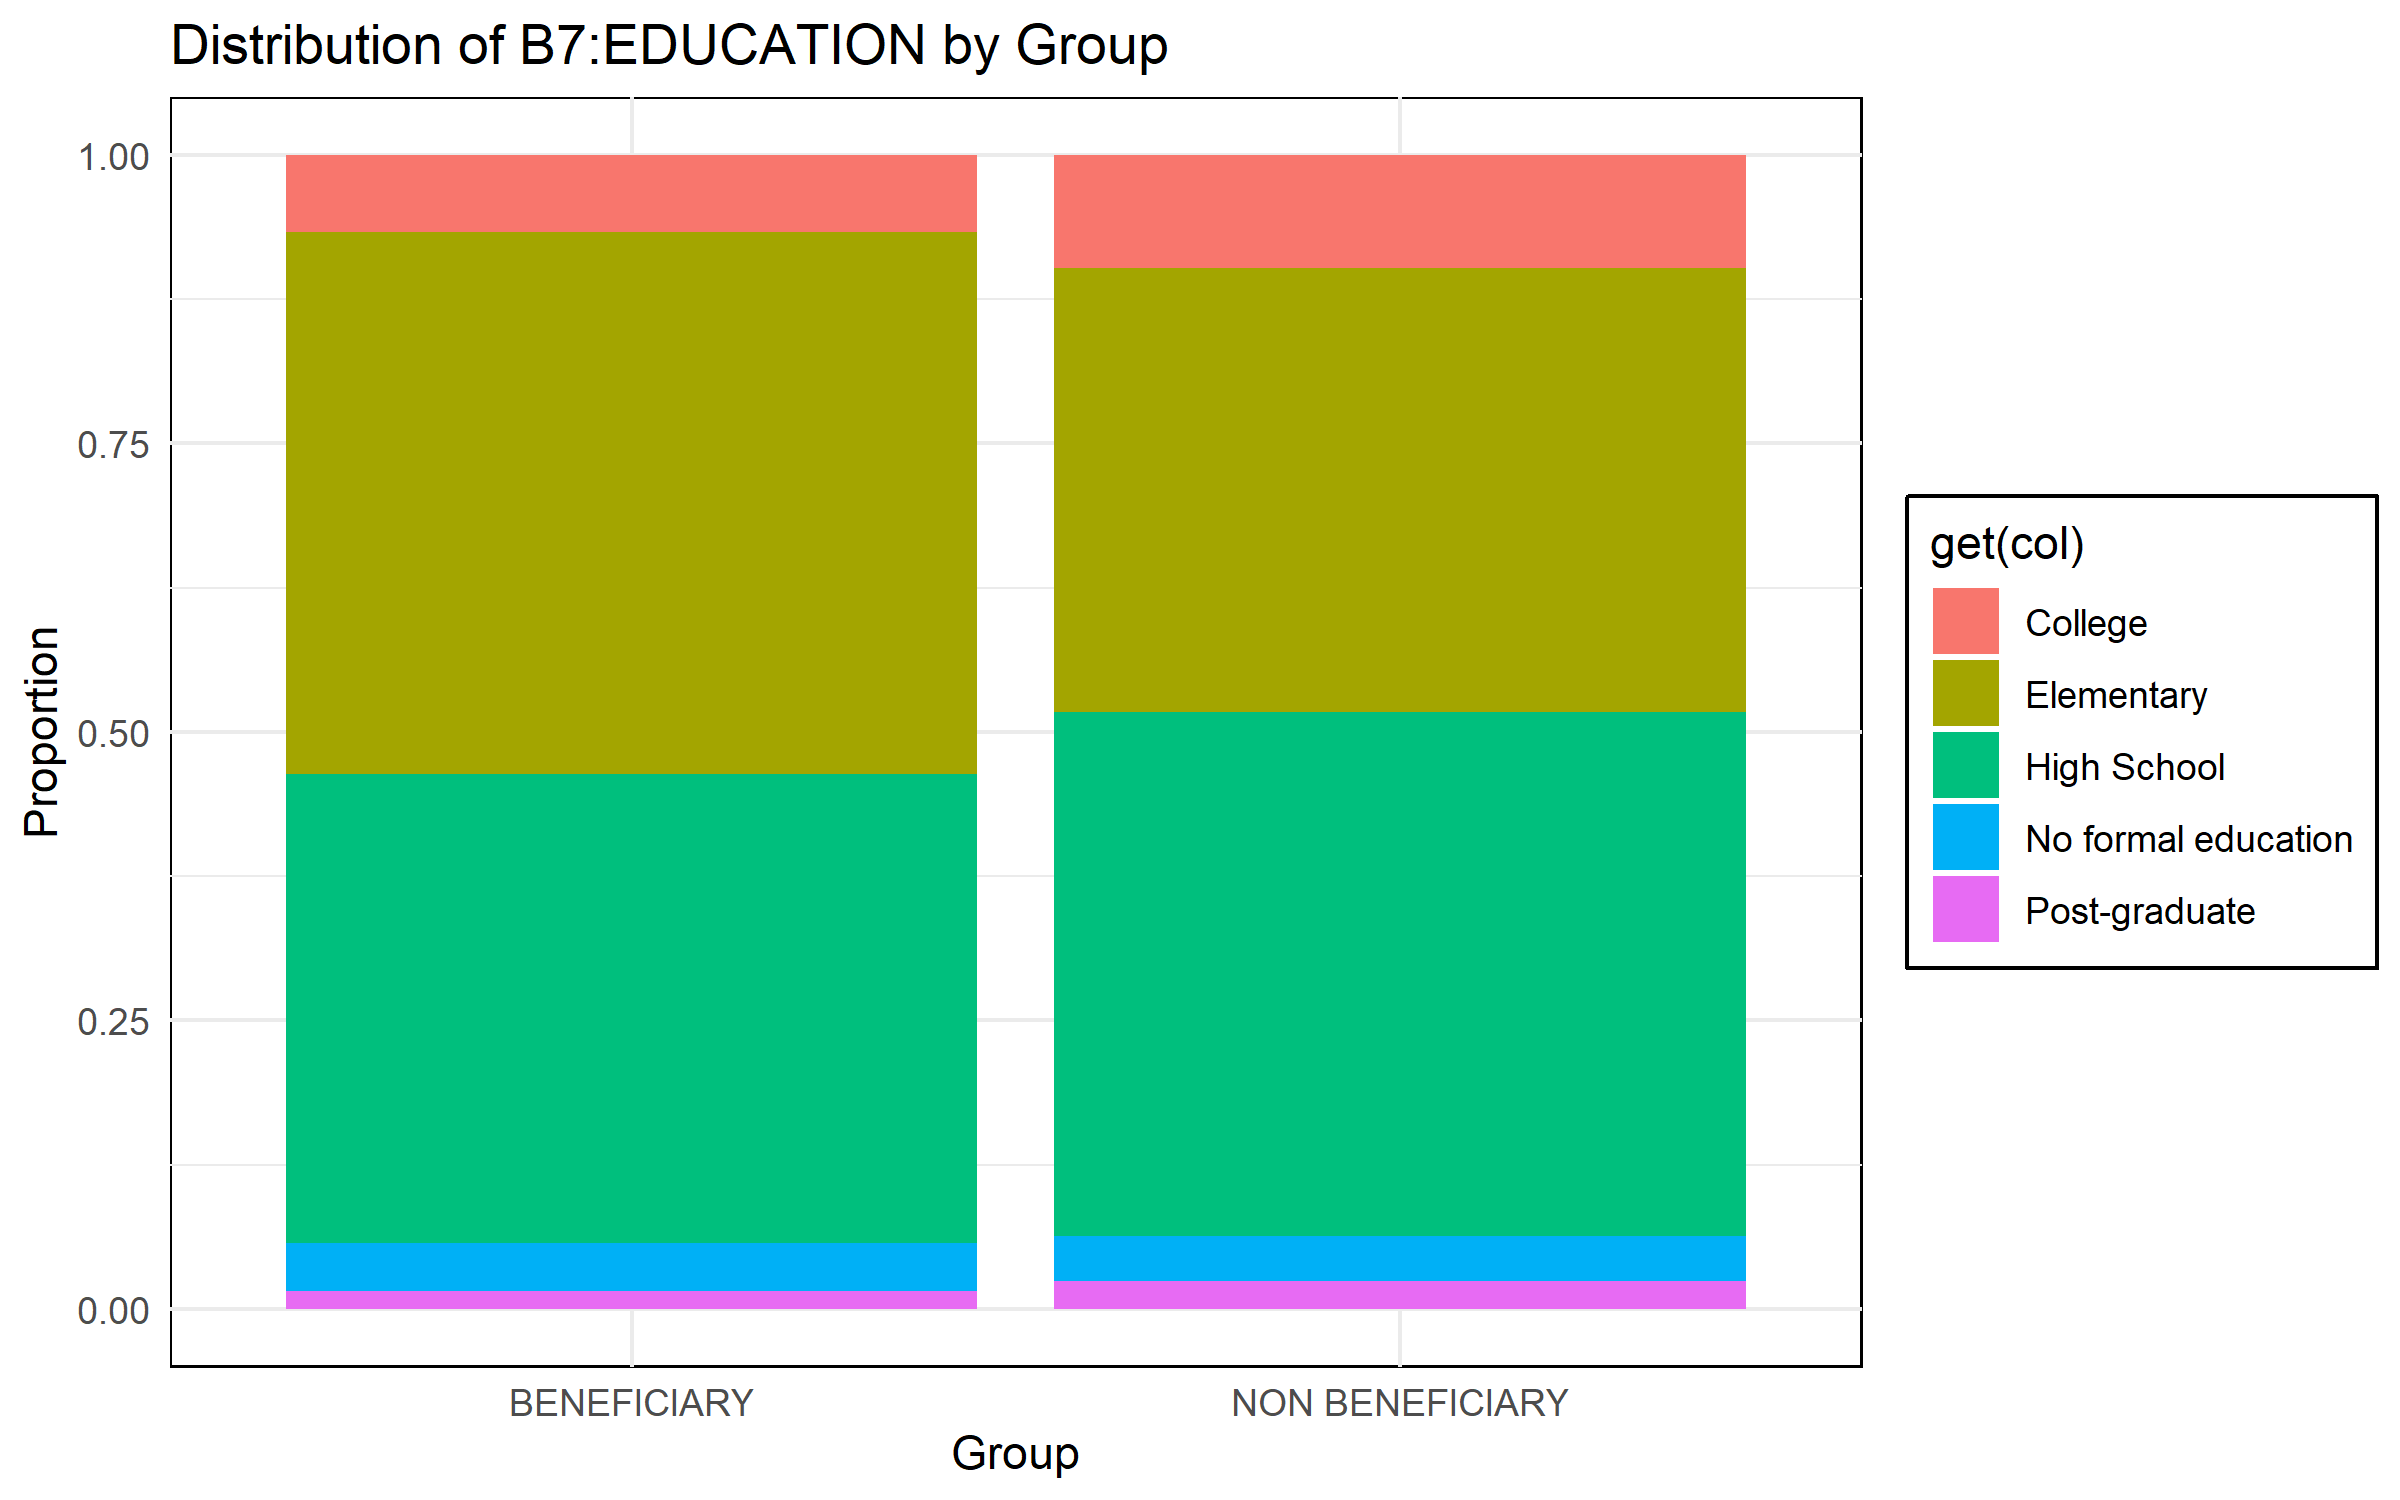 Distribution of B7:EDUCATION by Group
1.00
0.75
0.50
0.25
0.00
Proportion
BENEFICIARY
NON BENEFICIARY
Group
get(col)
College
Elementary
High School
No formal education
Post-graduate